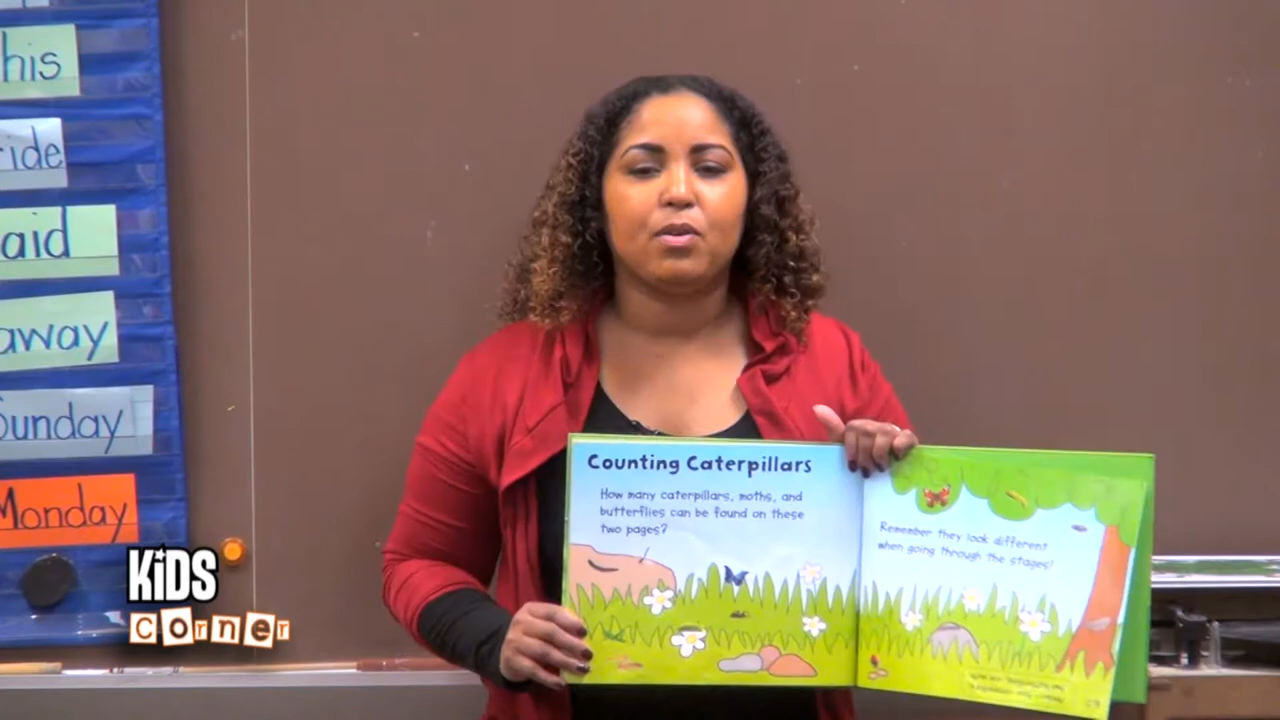 his
ride
aid
away
Sunday
Monday
KiDS
corner
Counting Caterpillars
How many caterpillars, moths, and
butterflies can be found on these
two pages?
Remember they look different
when going through the stages!